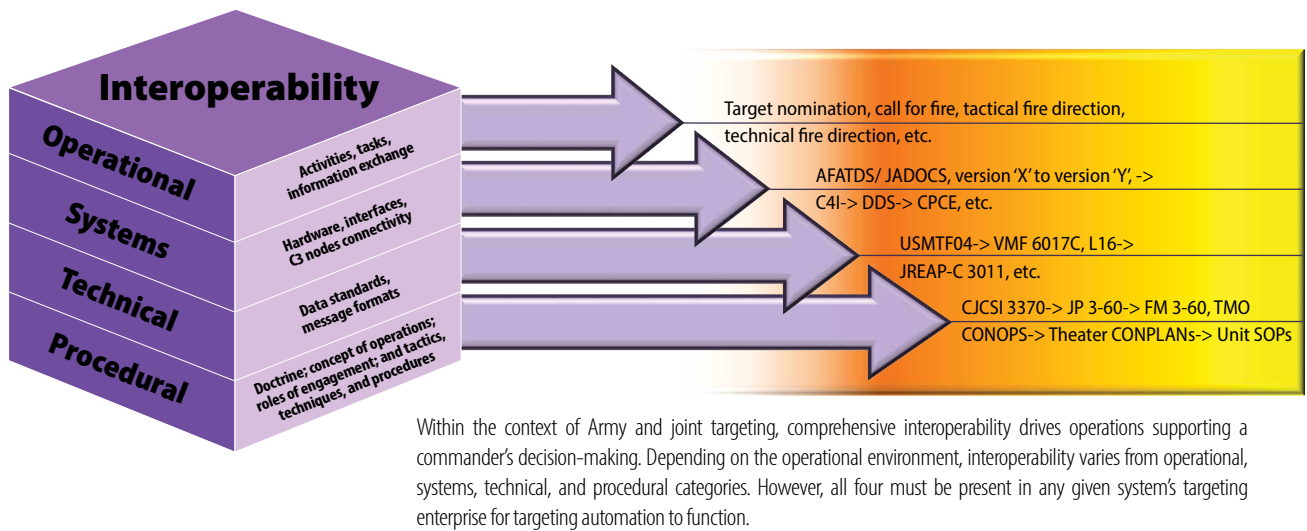 Interoperability
Operational
Activities, tasks,
information exchange
Systems
Hardware, interfaces,
C3 nodes connectivity
Technical
Data standards,
message formats
Procedural
Doctrine; concept of operations;
roles of engagement; and tactics,
techniques, and procedures
Target nomination, call for fire, tactical fire direction,
technical fire direction, etc.
AFATDS/ JADOCS, version ‘X’ to version ‘Y’, ->
C4I-> DDS-> CPCE, etc.
USMTF04-> VMF 6017C, L16->
JREAP-C 3011, etc.
CJCSI 3370-> JP 3-60-> FM 3-60, TMO
CONOPS-> Theater CONPLANs-> Unit SOPs
Within the context of Army and joint targeting, comprehensive interoperability drives operations supporting a
commander’s decision-making. Depending on the operational environment, interoperability varies from operational,
systems, technical, and procedural categories. However, all four must be present in any given system’s targeting
enterprise for targeting automation to function.